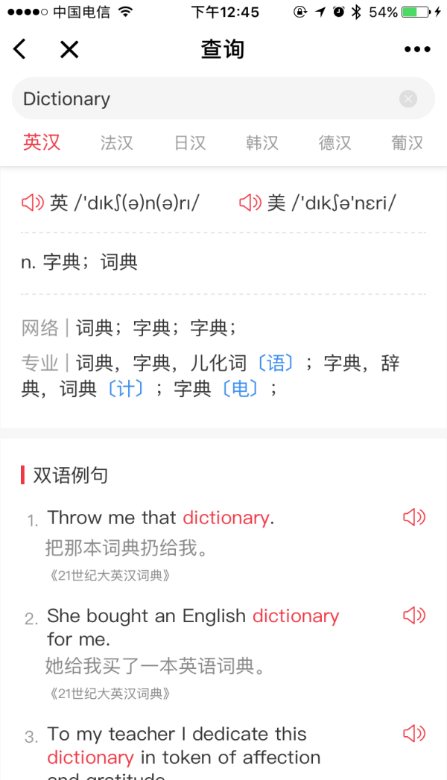 中国电信 下午12:45 54%
查询
Dictionary
英汉 法汉 日汉 韩汉 德汉 葡汉
英 /'dɪkʃ(ə)n(ə)rɪ/ 美 /'dɪkʃə'nɛri/
n. 字典；词典
网络 | 词典；字典；字典；
专业 | 词典，字典，儿化词〔语〕；字典，辞
典，词典〔计〕；字典〔电〕；
双语例句
1. Throw me that dictionary.
把那本词典扔给我。
《21世纪大英汉词典》
2. She bought an English dictionary
for me.
她给我买了一本英语词典。
《21世纪大英汉词典》
3. To my teacher I dedicate this
dictionary in token of affection
and gratitude.